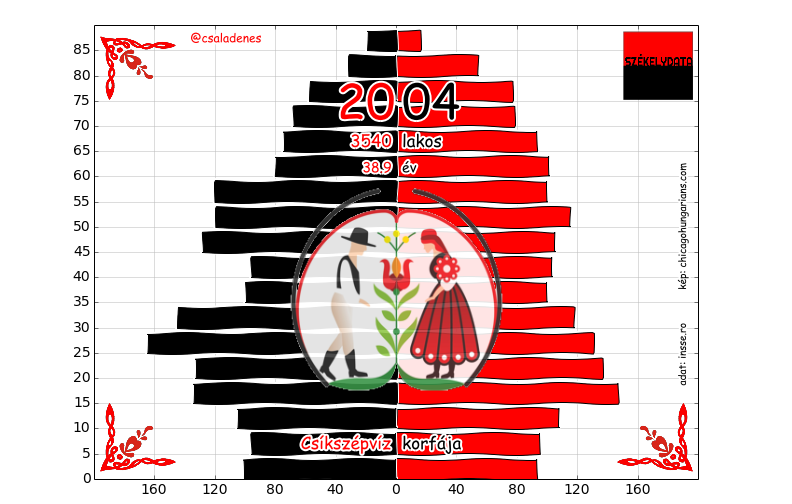 @csaladenes
SZÉKELYDATA
2004
3540 lakos
38.9 év
kép: chicagohungarians.com
adat: insse.ro
Csíkszépvíz korfája
85
80
75
70
65
60
55
50
45
40
35
30
25
20
15
10
5
0
160 120 80 40 0 40 80 120 160